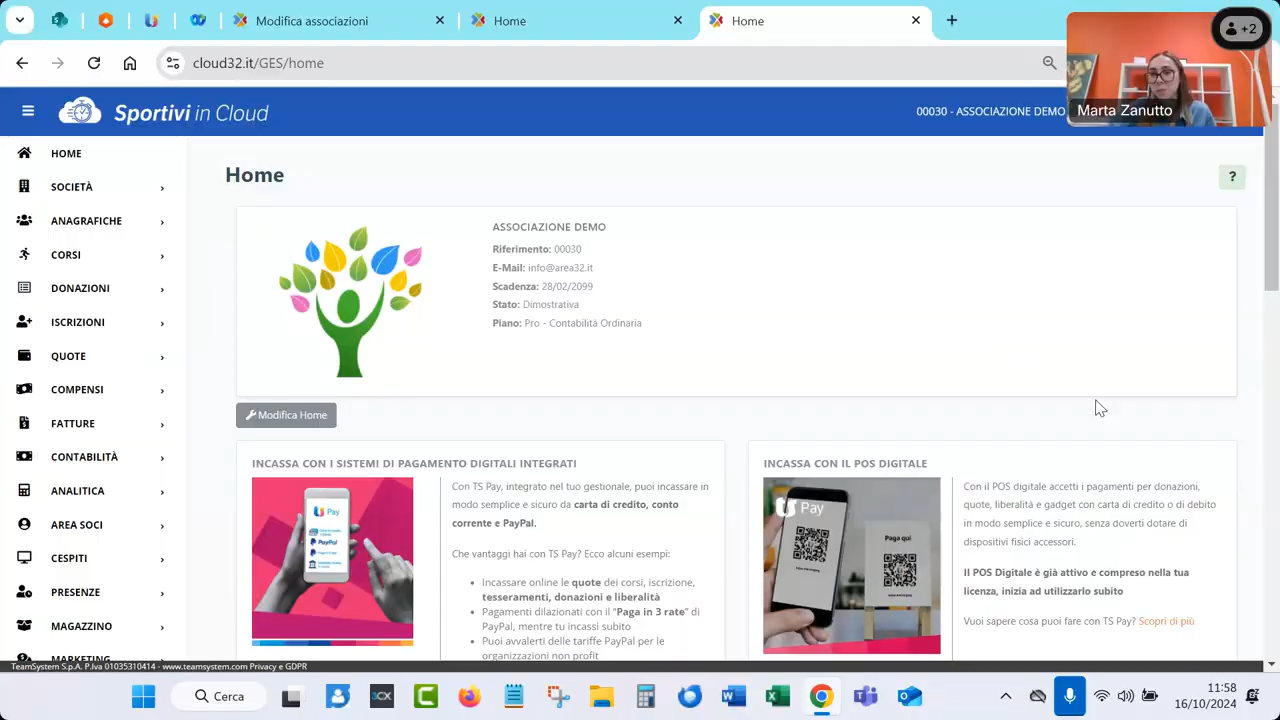 Modifica associazioni
Home
Home
+2
cloud32.it/GES/home
Marta Zanutto
Sportivi in Cloud
00030 - ASSOCIAZIONE DEMO
HOME
SOCIETÀ
ANAGRAFICHE
CORSI
DONAZIONI
ISCRIZIONI
QUOTE
COMPENSI
FATTURE
CONTABILITÀ
ANALITICA
AREA SOCI
CESPITI
PRESENZE
MAGAZZINO
MARKETING
Home
?
ASSOCIAZIONE DEMO
Riferimento: 00030
E-Mail: info@area32.it
Scadenza: 28/02/2099
Stato: Dimostrativa
Piano: Pro - Contabilità Ordinaria
Modifica Home
INCASSA CON I SISTEMI DI PAGAMENTO DIGITALI INTEGRATI
Pay
PayPal
Con TS Pay, integrato nel tuo gestionale, puoi incassare
in modo semplice e sicuro da carta di credito, conto
corrente e PayPal.
Che vantaggi hai con TS Pay? Ecco alcuni esempi:
• Incassare online le quote dei corsi, iscrizione,
tesseramenti, donazioni e liberalità
• Pagamenti dilazionati con il "Paga in 3 rate" di
PayPal, mentre tu incassi subito
• Puoi avvalerti delle tariffe PayPal per le
organizzazioni non profit
INCASSA CON IL POS DIGITALE
Pay
Paga qui
Con il POS digitale accetti i pagamenti per donazioni,
quote, liberalità e gadget con carta di credito o di debito
in modo semplice e sicuro, senza doverti dotare di
dispositivi fisici accessori.
Il POS Digitale è già attivo e compreso nella tua
licenza, inizia ad utilizzarlo subito
Vuoi sapere cosa puoi fare con TS Pay? Scopri di più
TeamSystem S.p.A. P.Iva 01035310414 - www.teamsystem.com Privacy e GDPR
Cerca
3CX
11:58
16/10/2024